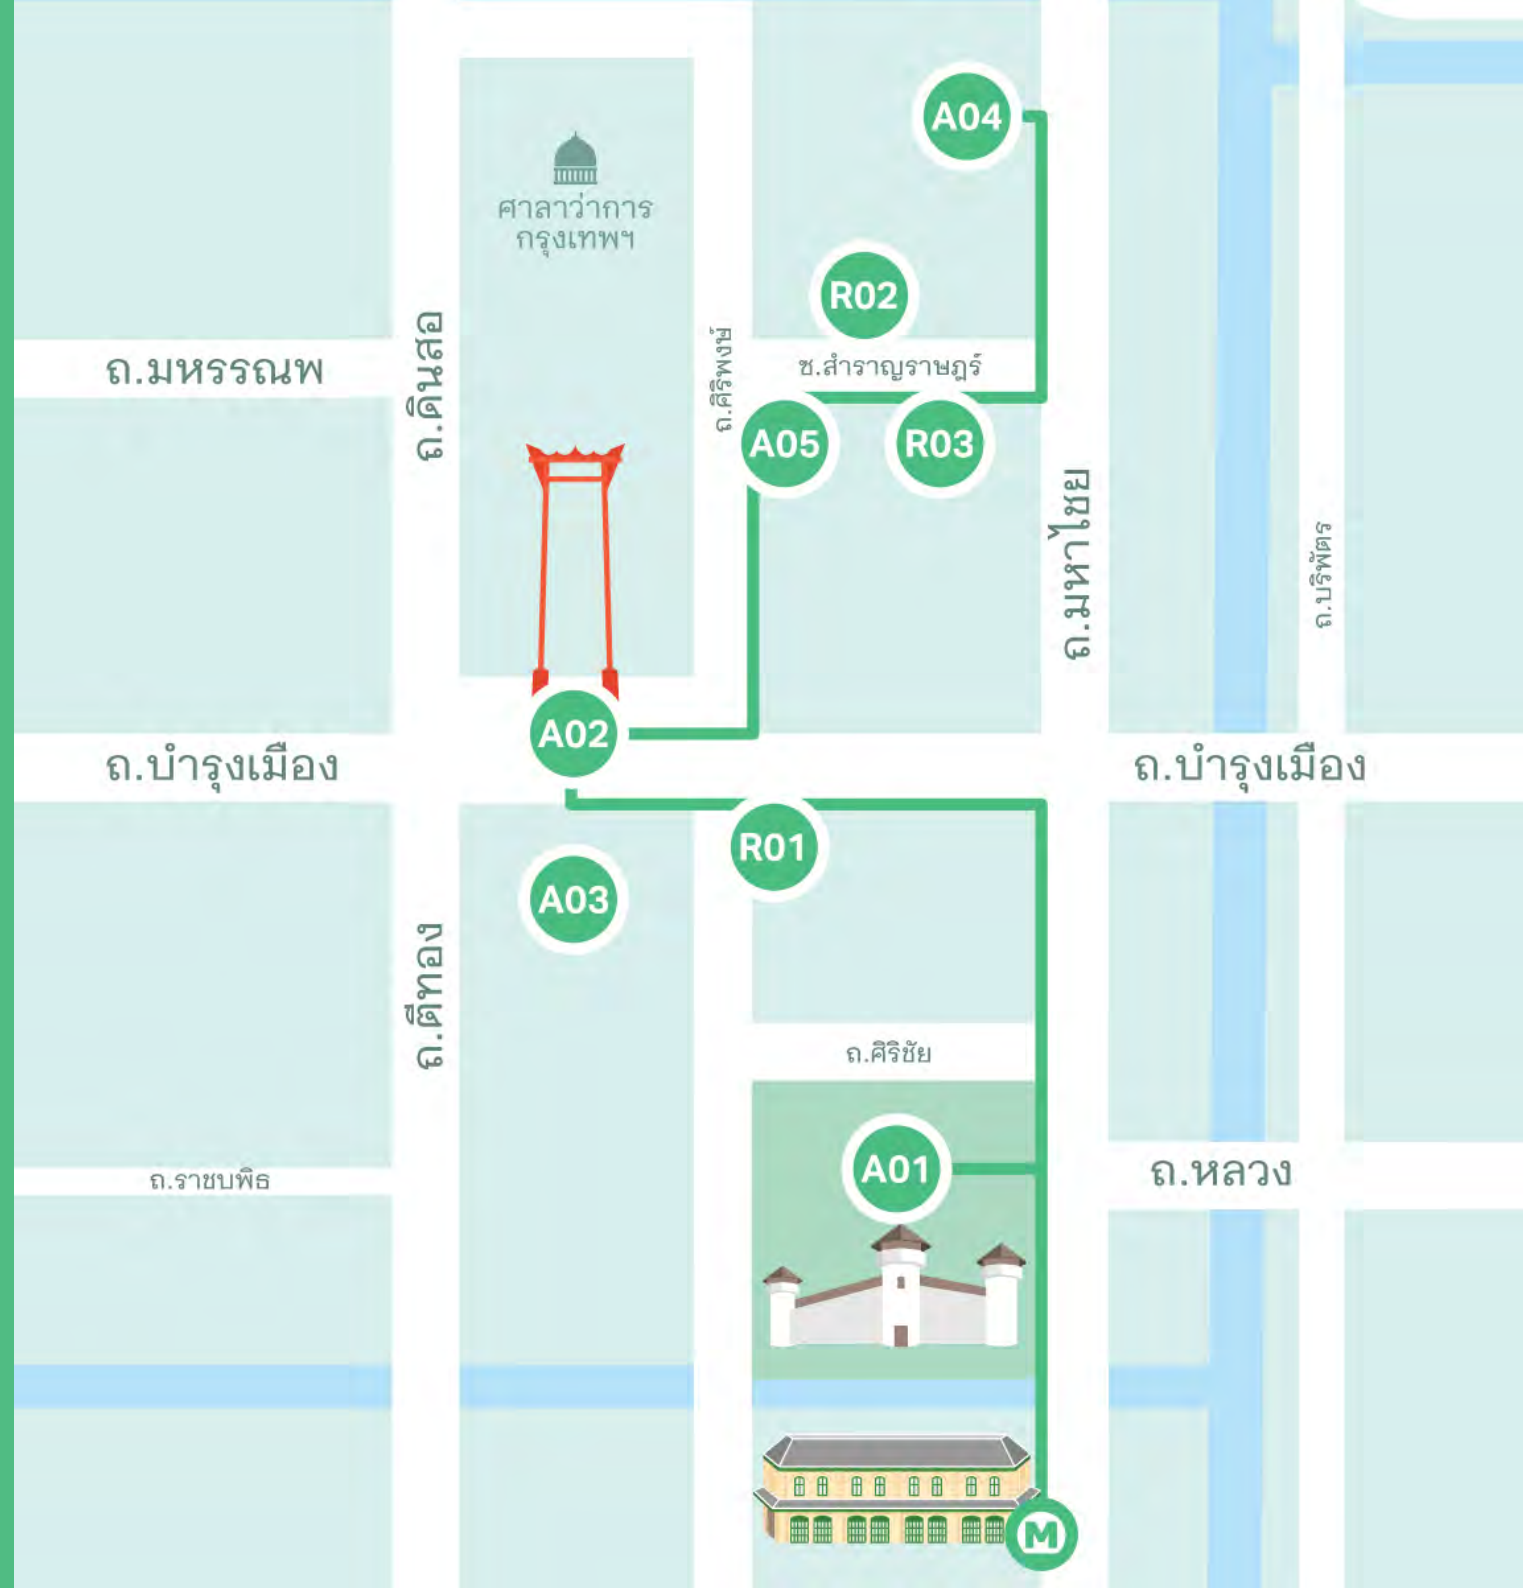 A04
ศาลาว่าการ
กรุงเทพฯ
R02
ถ.มหรรณพ
ถ.ดินสอ
ถ.ศิริพงษ์
ซ.สำราญราษฎร์
A05
R03
ถ.มหาไชย
ถ.บริพัตร
A02
ถ.บำรุงเมือง
ถ.บำรุงเมือง
R01
A03
ถ.ตีทอง
ถ.ศิริชัย
A01
ถ.หลวง
ถ.ราชบพิธ
M